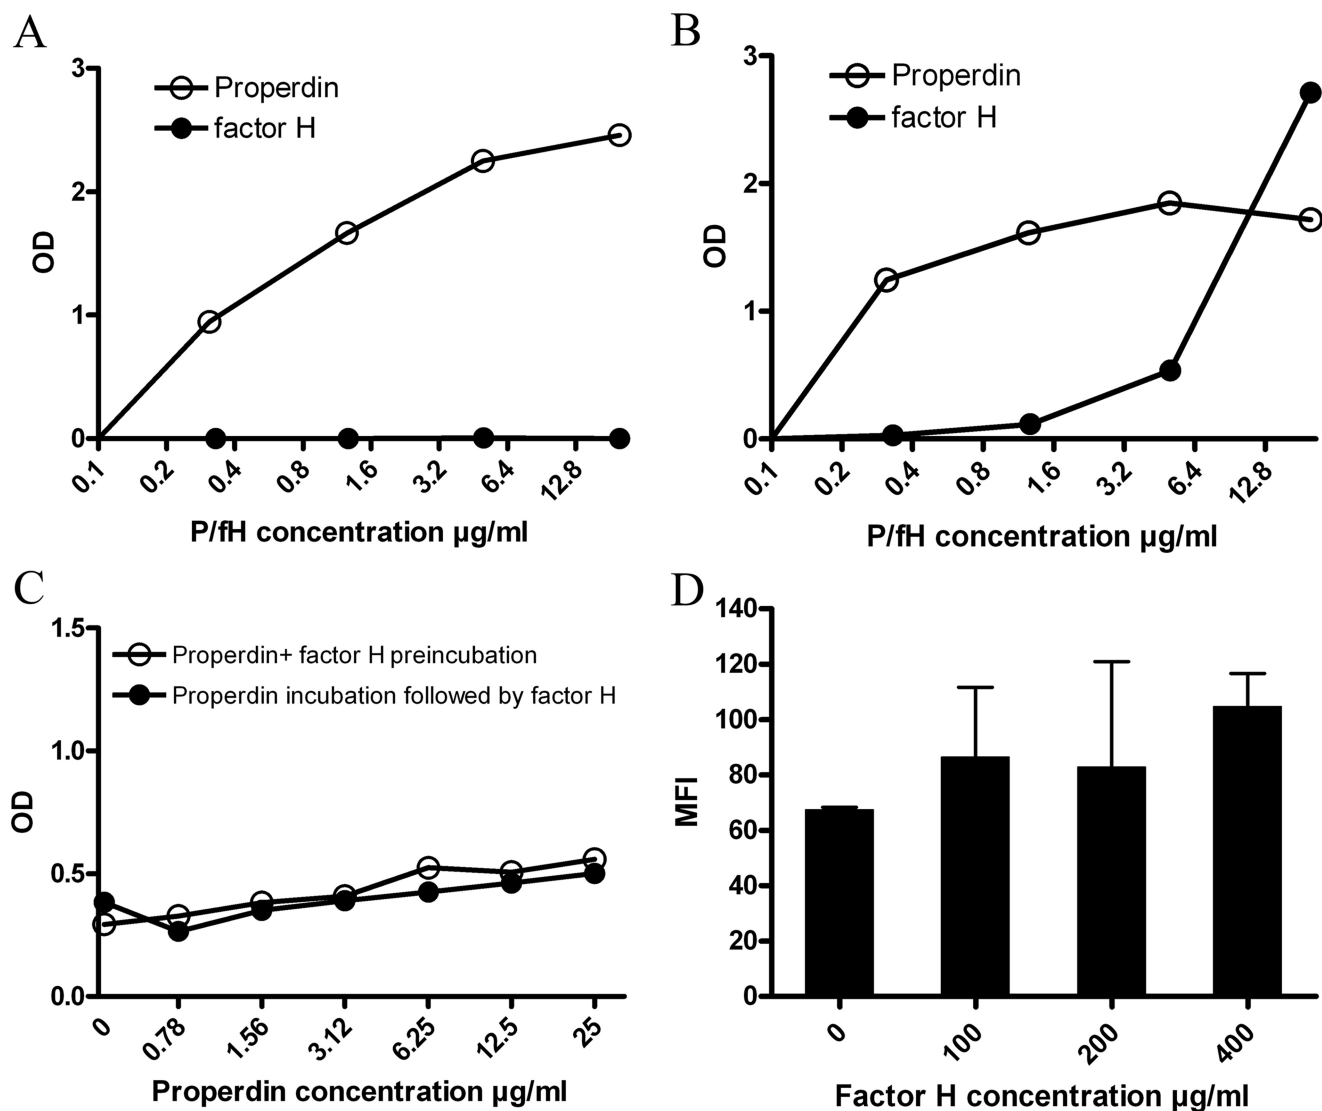 A
3
2
1
0
OD
Properdin
factor H
0.1
0.2
0.4
0.8
1.6
3.2
6.4
12.8
P/fH concentration µg/ml
B
3
2
1
0
OD
Properdin
factor H
0.1
0.2
0.4
0.8
1.6
3.2
6.4
12.8
P/fH concentration µg/ml
C
1.5
1.0
0.5
0.0
OD
Properdin+ factor H preincubation
Properdin incubation followed by factor H
0
0.78
1.56
3.12
6.25
12.5
25
Properdin concentration µg/ml
D
140
120
100
80
60
40
20
0
MFI
0
100
200
400
Factor H concentration µg/ml